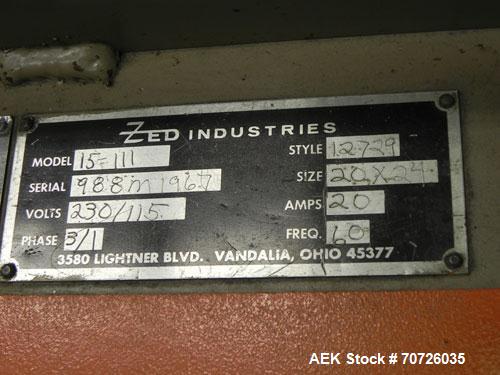 ZED INDUSTRIES
MODEL 15-111 STYLE 12729
SERIAL 988M1967 SIZE 20X24
VOLTS 230/115 AMPS 20
PHASE 3/1 FREQ. 60
3580 LIGHTNER BLVD. VANDALIA, OHIO 45377
AEK Stock # 70726035